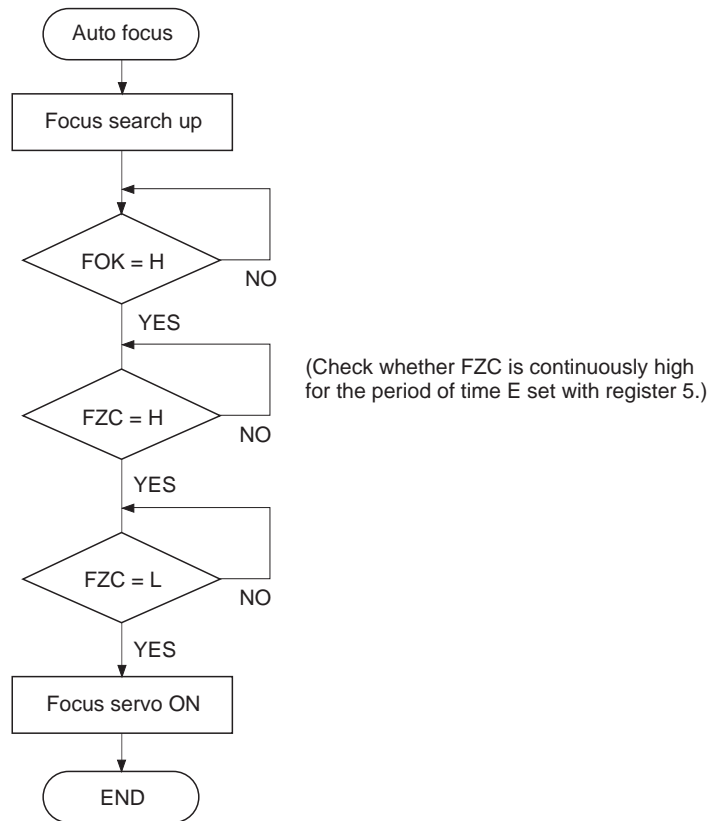 Auto focus
Focus search up
FOK = H
NO
YES
(Check whether FZC is continuously high
for the period of time E set with register 5.)
FZC = H
NO
YES
FZC = L
NO
YES
Focus servo ON
END